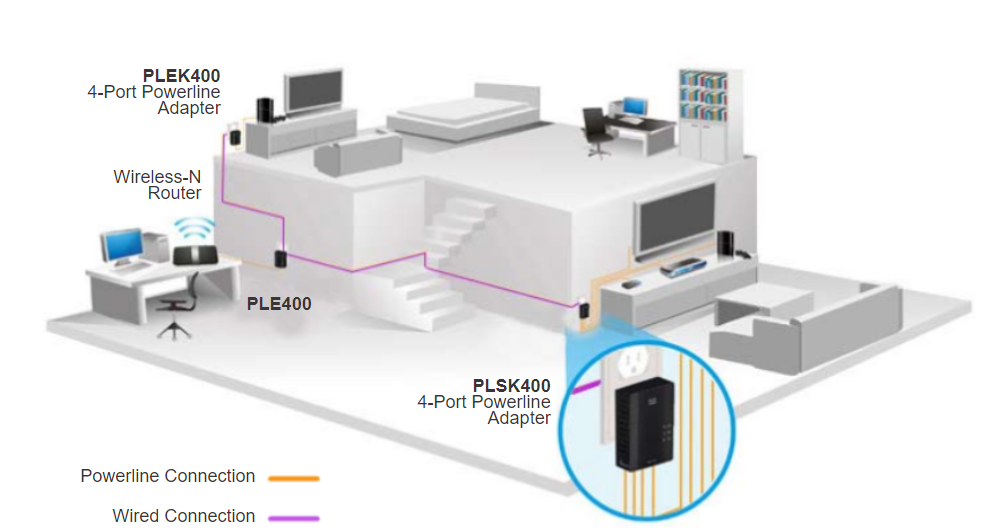 PLEK400
4-Port Powerline
Adapter
Wireless-N
Router
PLE400
PLSK400
4-Port Powerline
Adapter
Powerline Connection
Wired Connection